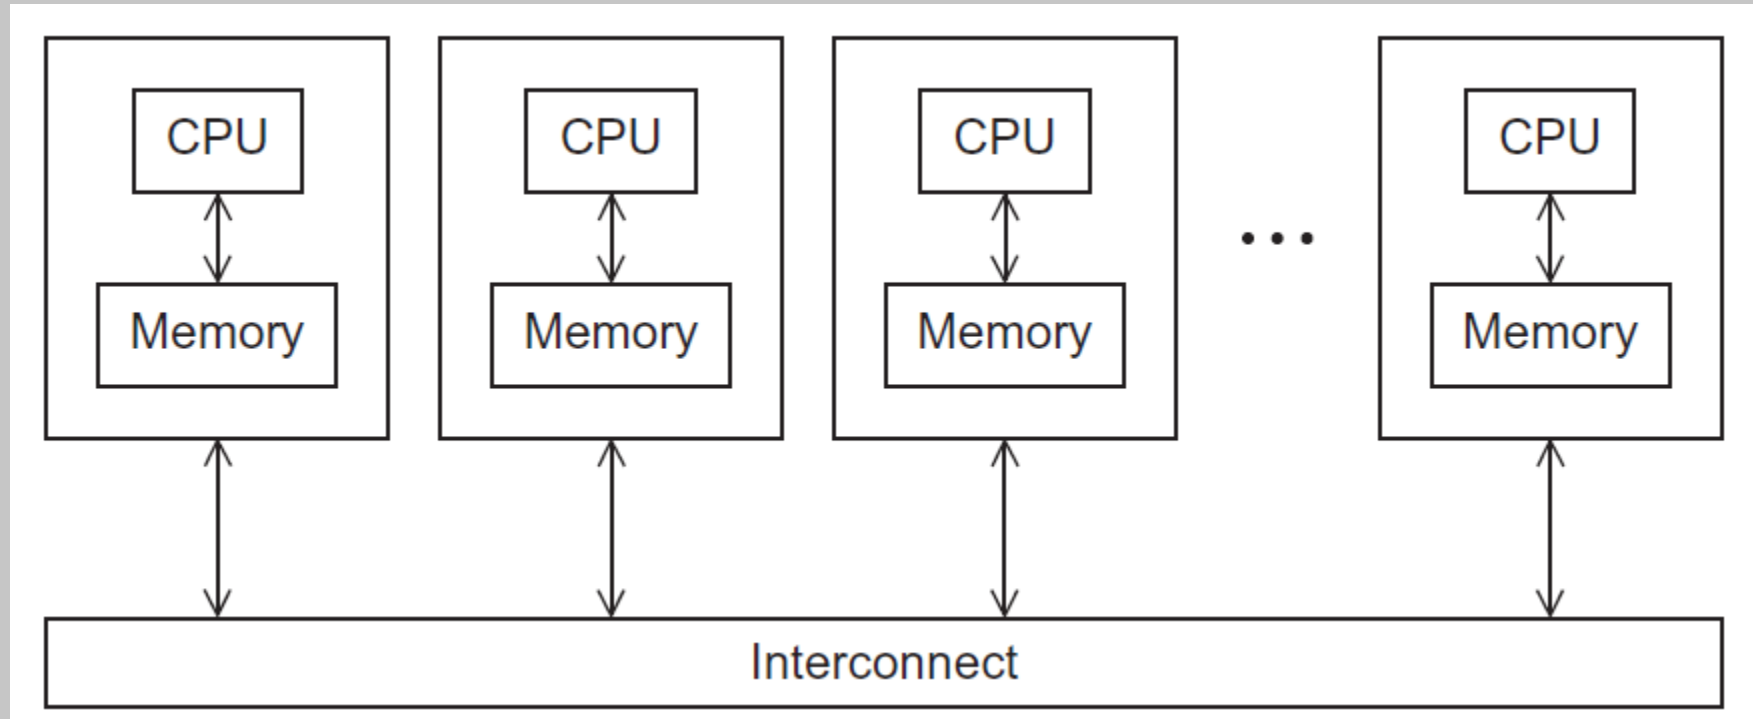 CPU CPU CPU CPU
Memory Memory Memory ... Memory
Interconnect